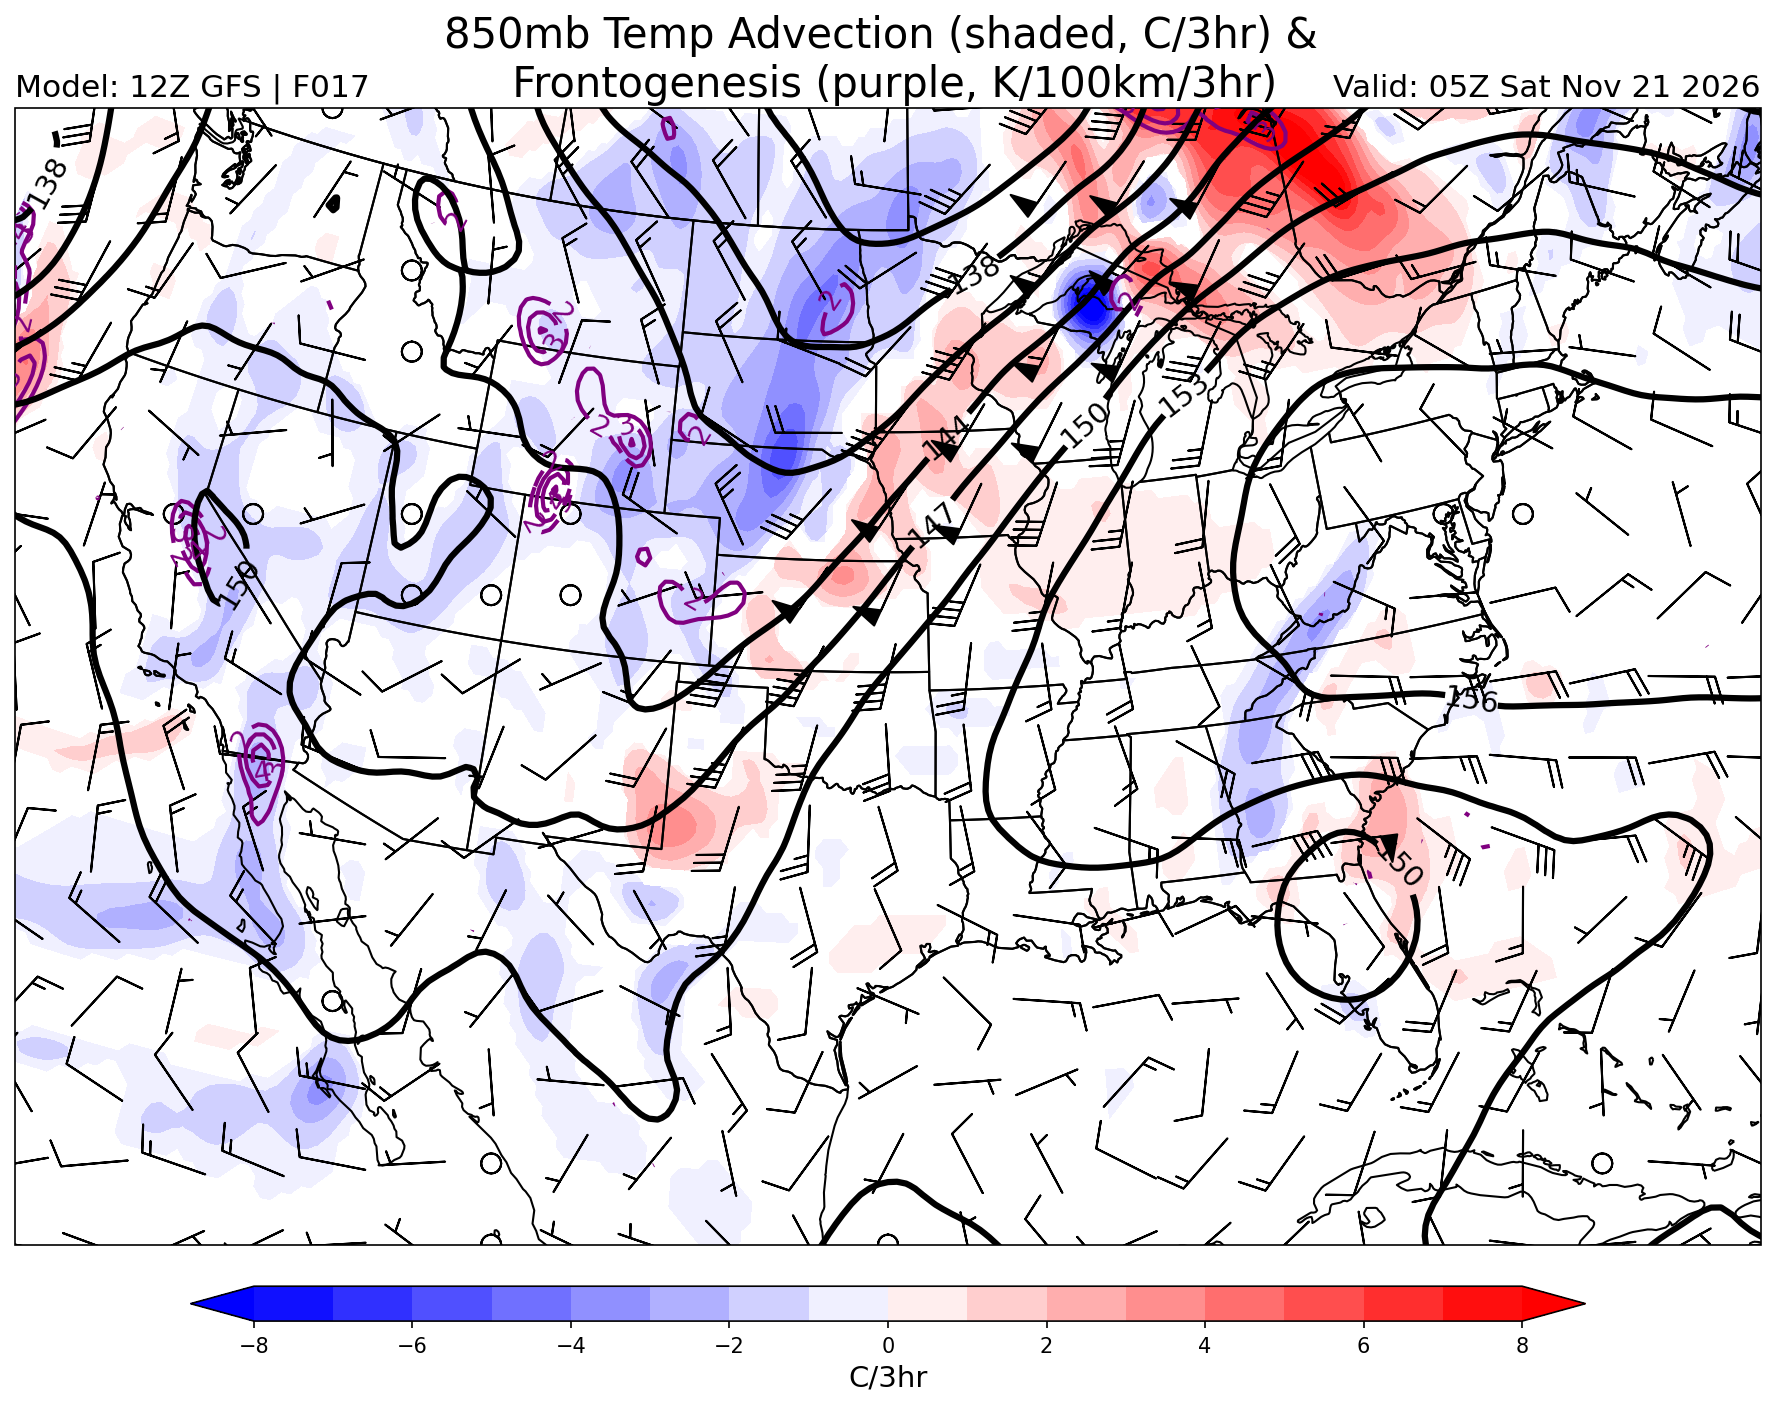 850mb Temp Advection (shaded, C/3hr) &
Model: 12Z GFS | F017
Frontogenesis (purple, K/100km/3hr)
Valid: 05Z Sat Nov 21 2026
138
138
144
147
150
153
150
156
150
−8 −6 −4 −2 0 2 4 6 8
C/3hr